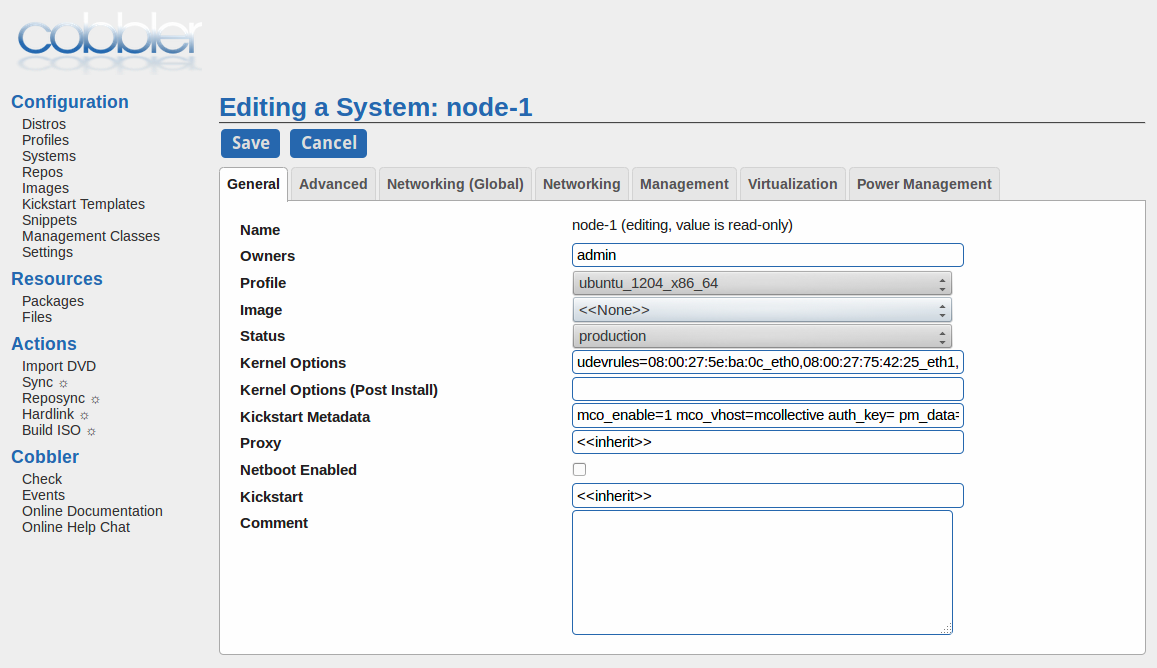 cobbler
Configuration
Distros
Profiles
Systems
Repos
Images
Kickstart Templates
Snippets
Management Classes
Settings
Resources
Packages
Files
Actions
Import DVD
Sync ☼
Reposync ☼
Hardlink ☼
Build ISO ☼
Cobbler
Check
Events
Online Documentation
Online Help Chat
Editing a System: node-1
Save Cancel
General Advanced Networking (Global) Networking Management Virtualization Power Management
Name node-1 (editing, value is read-only)
Owners admin
Profile ubuntu_1204_x86_64
Image <<None>>
Status production
Kernel Options udevrules=08:00:27:5e:ba:0c_eth0,08:00:27:75:42:25_eth1,
Kernel Options (Post Install)
Kickstart Metadata mco_enable=1 mco_vhost=mcollective auth_key= pm_data=
Proxy <<inherit>>
Netboot Enabled
Kickstart <<inherit>>
Comment